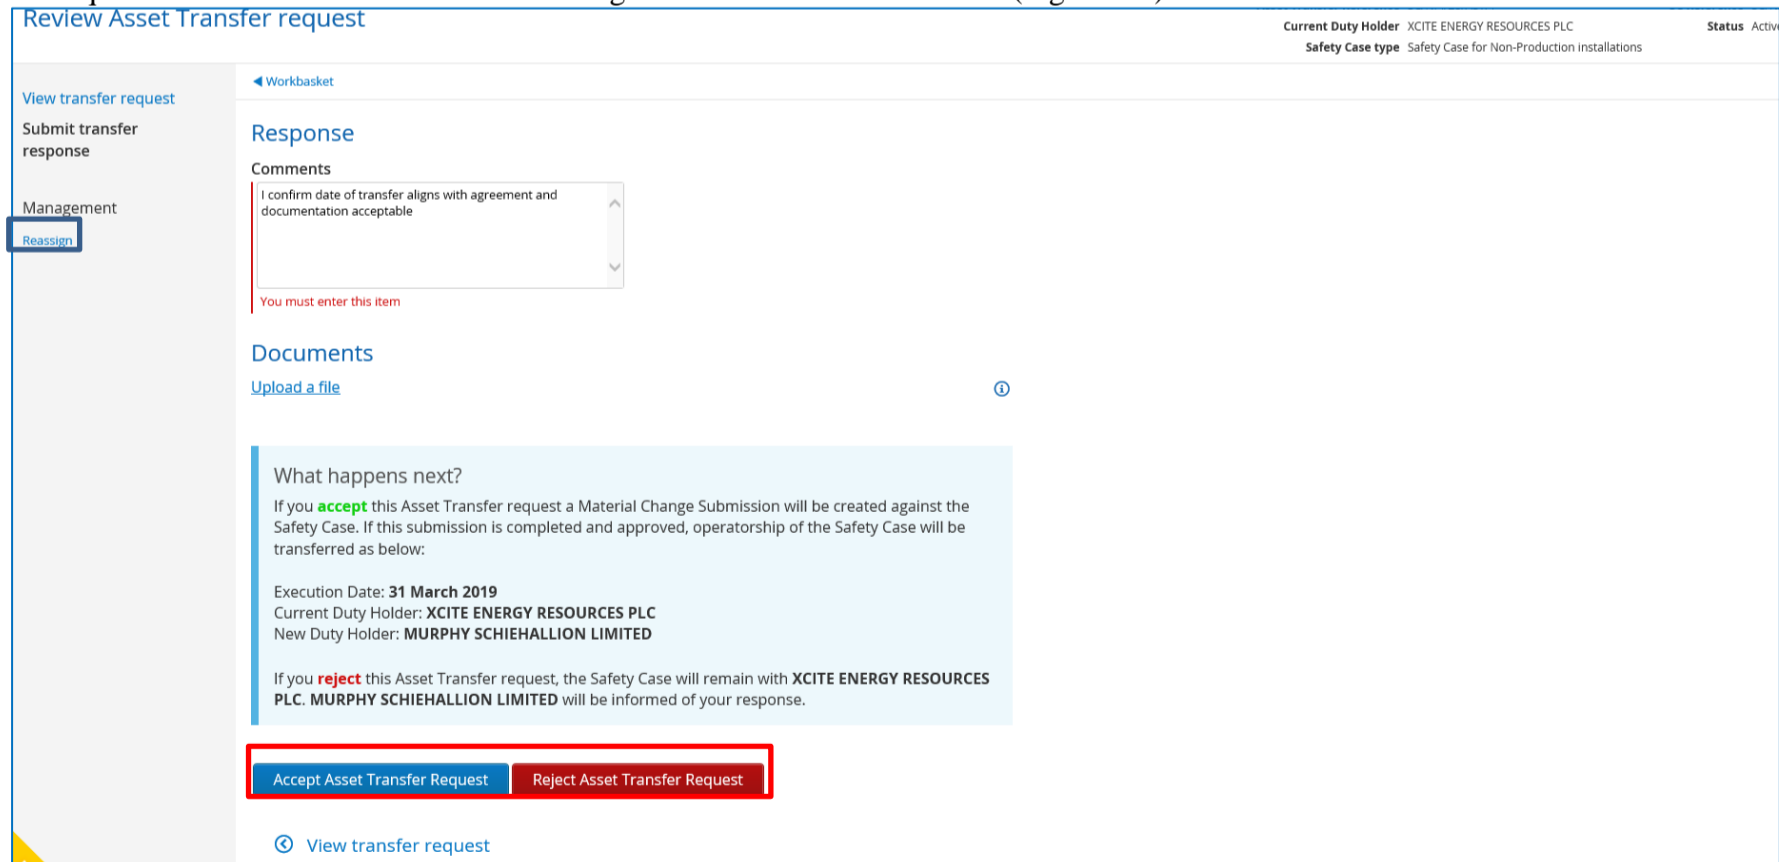 Review Asset Transfer request
Current Duty Holder XCITE ENERGY RESOURCES PLC
Status Active
Safety Case type Safety Case for Non-Production installations
Workbasket
View transfer request
Submit transfer
response
Management
Reassign
Response
Comments
I confirm date of transfer aligns with agreement and
documentation acceptable
You must enter this item
Documents
Upload a file
What happens next?
If you accept this Asset Transfer request a Material Change Submission will be created against the
Safety Case. If this submission is completed and approved, operatorship of the Safety Case will be
transferred as below:
Execution Date: 31 March 2019
Current Duty Holder: XCITE ENERGY RESOURCES PLC
New Duty Holder: MURPHY SCHIEHALLION LIMITED
If you reject this Asset Transfer request, the Safety Case will remain with XCITE ENERGY RESOURCES
PLC. MURPHY SCHIEHALLION LIMITED will be informed of your response.
Accept Asset Transfer Request
Reject Asset Transfer Request
View transfer request